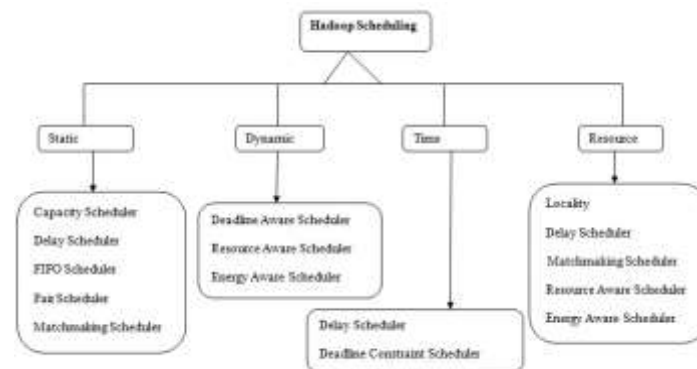 Hadoop Scheduling
Static
Dynamic
Time
Resource
Capacity Scheduler
Delay Scheduler
FIFO Scheduler
Fair Scheduler
Matchmaking Scheduler
Deadline Aware Scheduler
Resource Aware Scheduler
Energy Aware Scheduler
Delay Scheduler
Deadline Constraint Scheduler
Locality
Delay Scheduler
Matchmaking Scheduler
Resource Aware Scheduler
Energy Aware Scheduler